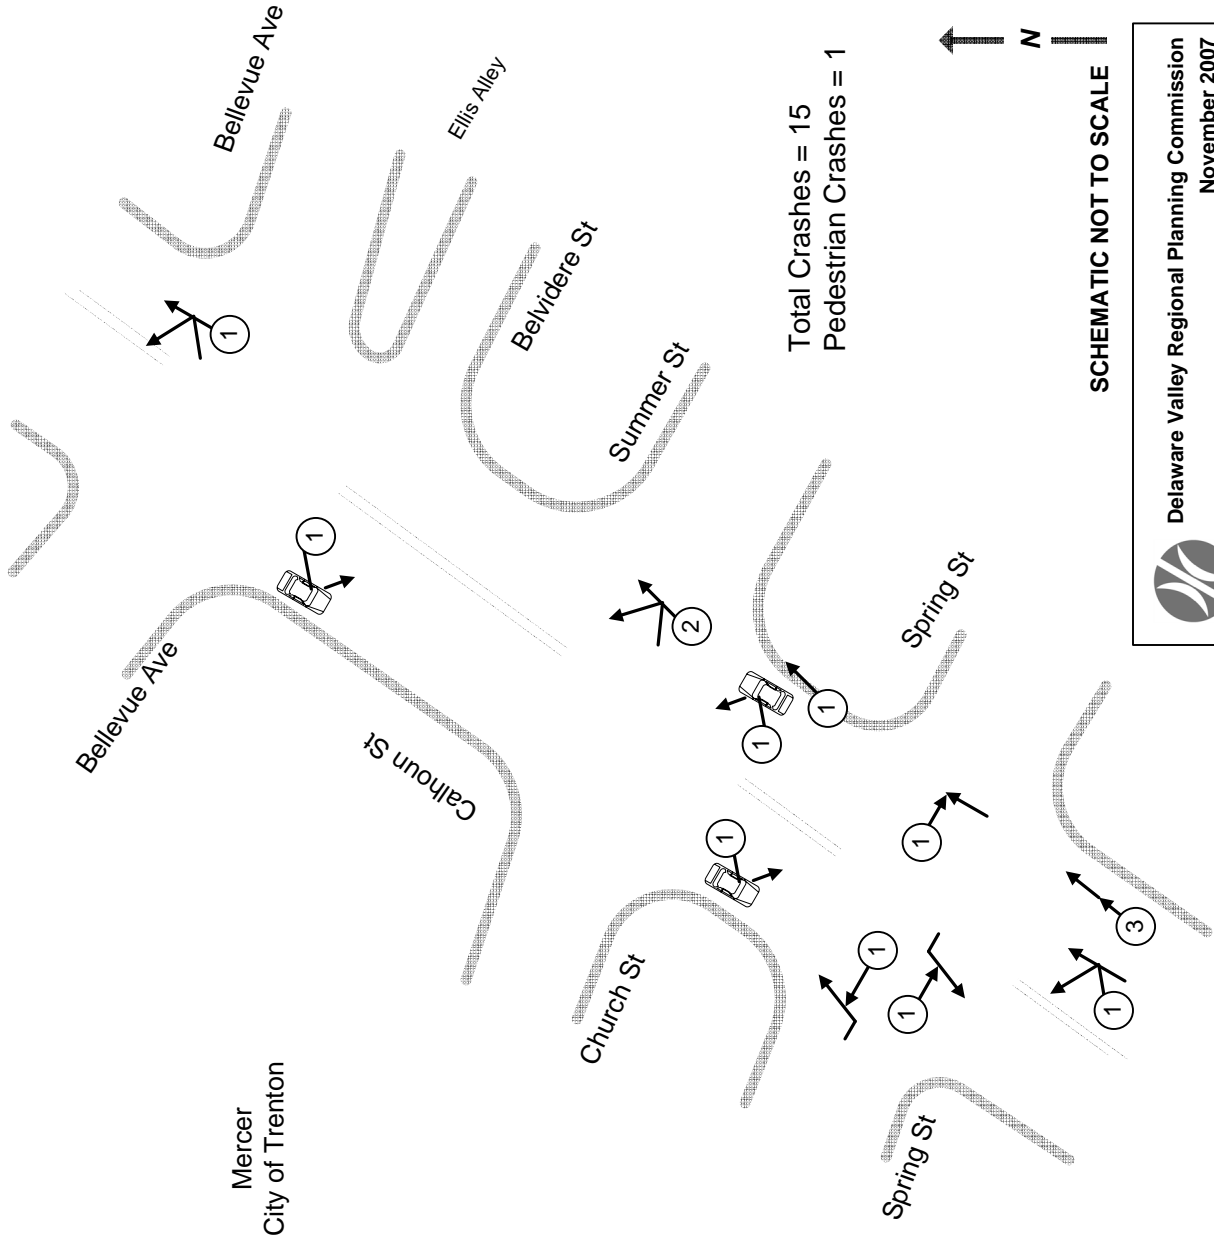 Mercer
City of Trenton
Bellevue Ave
Bellevue Ave
Ellis Alley
Belvidere St
Summer St
Calhoun St
Spring St
Church St
Spring St
1
1
2
1
1
1
1
1
1
3
1
Total Crashes = 15
Pedestrian Crashes = 1
N
SCHEMATIC NOT TO SCALE
Delaware Valley Regional Planning Commission
November 2007